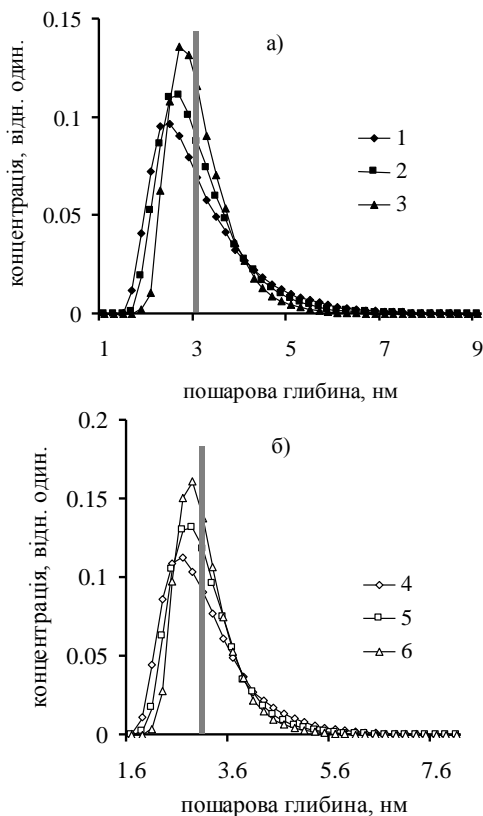 а)
0.15
0.1
0.05
0
концентрація, відн. один.
1
2
3
1 3 5 7 9
пошарова глибина, нм
б)
0.2
0.15
0.1
0.05
0
концентрація, відн. один.
4
5
6
1.6 3.6 5.6 7.6
пошарова глибина, нм